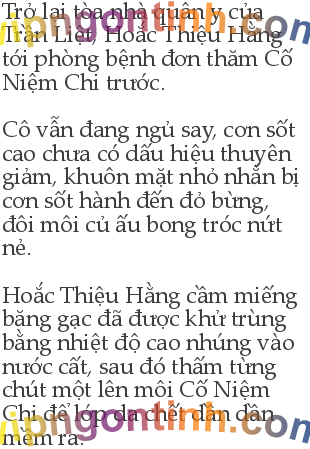 Trở lại tòa nhà quân y của
Trần Liệt, Hoắc Thiệu Hằng
tới phòng bệnh đơn thăm Cố
Niệm Chi trước.
Cô vẫn đang ngủ say, cơn sốt
cao chưa có dấu hiệu thuyên
giảm, khuôn mặt nhỏ nhắn bị
cơn sốt hành đến đỏ bừng,
đôi môi củ ấu bong tróc nứt
nẻ.
Hoắc Thiệu Hằng cầm miếng
băng gạc đã được khử trùng
bằng nhiệt độ cao nhúng vào
nước cất, sau đó thấm từng
chút một lên môi Cố Niệm
Chi để lớp da chết dần dần
mềm ra.
vipngontinh.com
vipngontinh.com